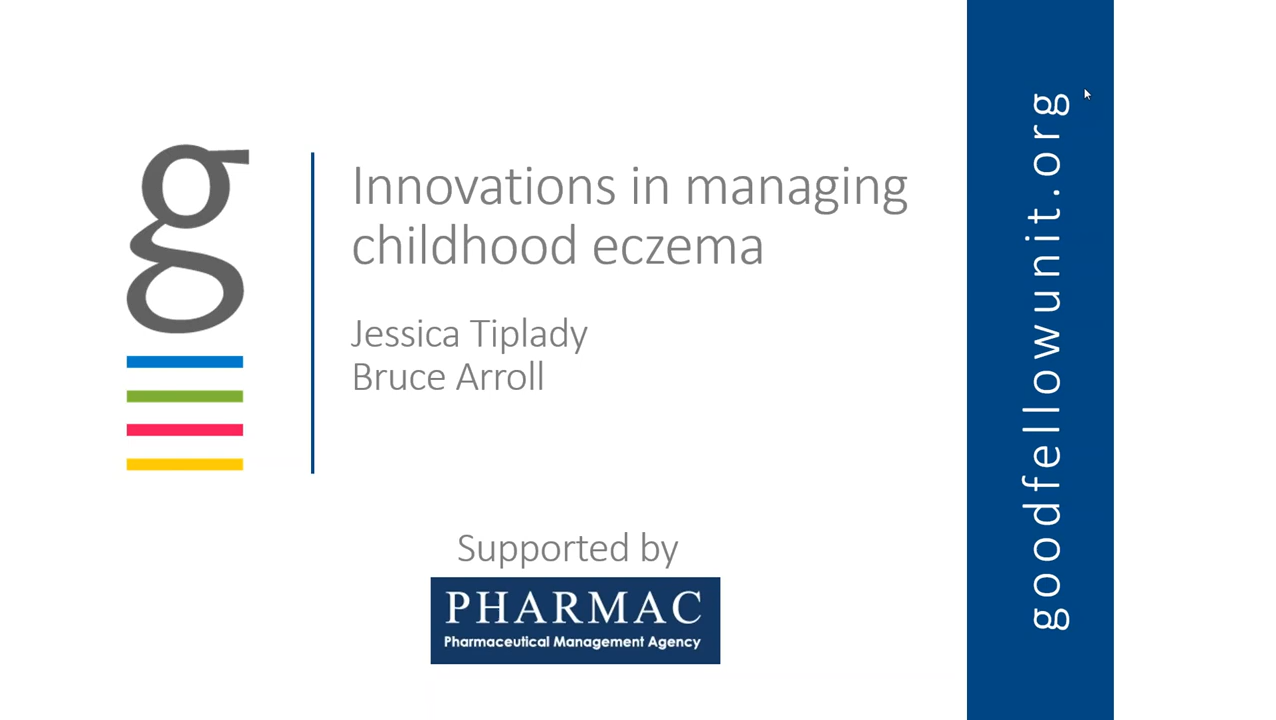 g
Innovations in managing
childhood eczema
Jessica Tiplady
Bruce Arroll
Supported by
PHARMAC
Pharmaceutical Management Agency
goodfellowunit.org